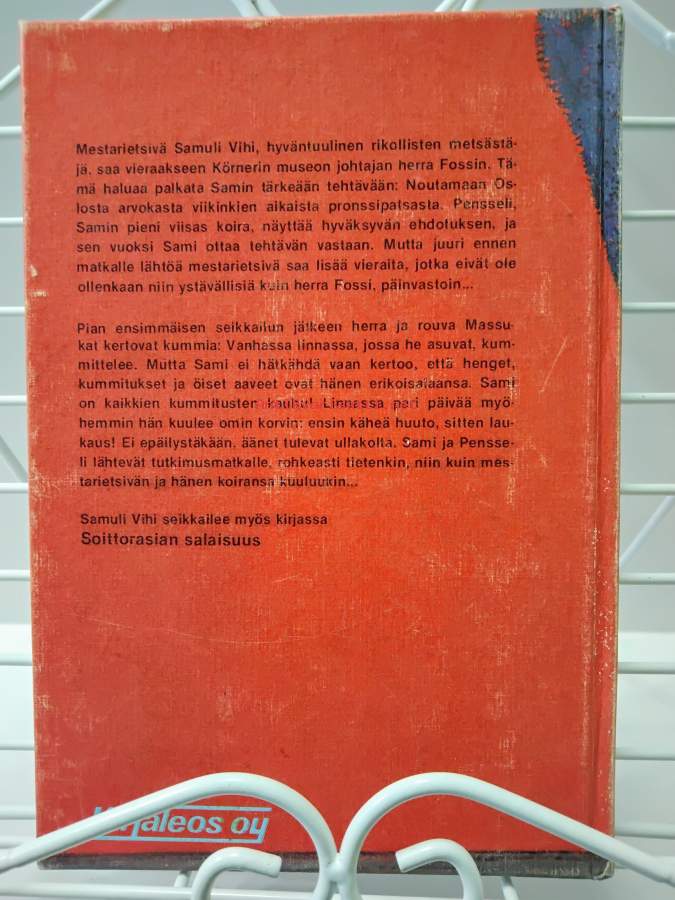 Mestarietsivä Samuli Vihi, hyväntuulinen rikollisten metsästä-
jä, saa vieraakseen Körnerin museon johtajan herra Fossin. Tä-
mä haluaa palkata Samin tärkeään tehtävään: Noutamaan Os-
losta arvokasta viikinkien aikaista pronssipatsasta. Pensseli,
Samin pieni viisas koira, näyttää hyväksyvän ehdotuksen, ja
sen vuoksi Sami ottaa tehtävän vastaan. Mutta juuri ennen
matkalle lähtöä mestarietsivä saa lisää vieraita, jotka eivät ole
ollenkaan niin ystävällisiä kuin herra Fossi, päinvastoin...
Pian ensimmäisen seikkailun jälkeen herra ja rouva Massu-
kat kertovat kummia: Vanhassa linnassa, jossa he asuvat, kum-
mittelee. Mutta Sami ei hätkähdä vaan kertoo, että henget,
kummitukset ja öiset aaveet ovat hänen erikoisalaansa. Sami
on kaikkien kummitusten kauhu! Linnassa pari päivää myö-
hemmin hän kuulee omin korvin: ensin käheä huuto, sitten lau-
kaus! Ei epäilystäkään, äänet tulevat ullakolta. Sami ja Pensse-
li lähtevät tutkimusmatkalle, rohkeasti tietenkin, niin kuin mes-
tarietsivän ja hänen koiransa kuuluukin...
Samuli Vihi seikkailee myös kirjassa
Soittorasian salaisuus
Kirjaleos oy